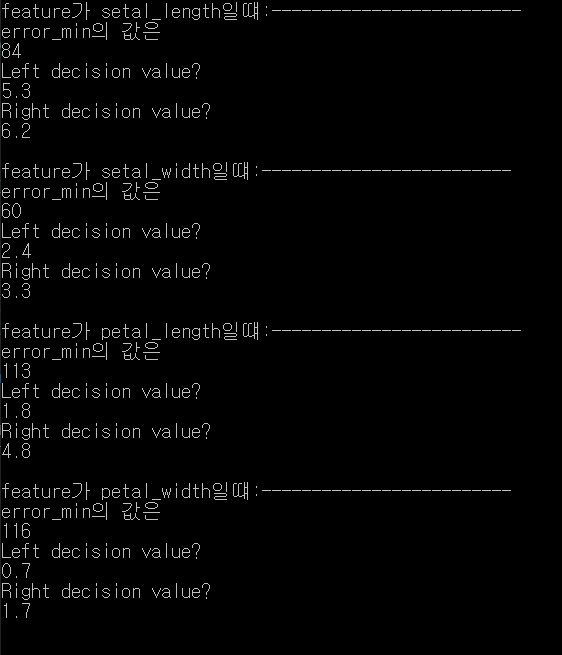 feature가 setal_length일떄:-------------------------
error_min의 값은
84
Left decision value?
5.3
Right decision value?
6.2
feature가 setal_width일떄:-------------------------
error_min의 값은
60
Left decision value?
2.4
Right decision value?
3.3
feature가 petal_length일떄:-------------------------
error_min의 값은
113
Left decision value?
1.8
Right decision value?
4.8
feature가 petal_width일떄:-------------------------
error_min의 값은
116
Left decision value?
0.7
Right decision value?
1.7